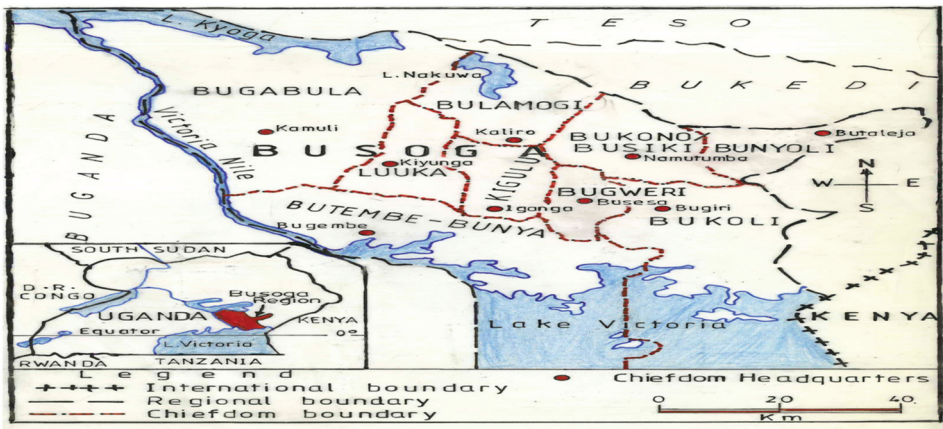 TESO
L. Kyoga
L. Nakuwa
BUKEDI
BUGABULA
BULAMOGI
BUGANDA
Victoria Nile
Kamuli
Kaliro
BUKONO
Butaleja
BUSOGA
BUSIKI
BUNYOLI
Kiyunga
Namutumba
LUUKA
KIGULU
N
W
E
S
BUGWERI
Busesa
BUTEMBE-BUNYA
Iganga
Bugiri
BUKOLI
Bugembe
SOUTH SUDAN
D.R.
CONGO
Busoga
Region
UGANDA
KENYA
Equator
0°
L. Victoria
Lake Victoria
KENYA
RWANDA
TANZANIA
Legend
International boundary
Regional boundary
Chiefdom boundary
Chiefdom Headquarters
0 20 40
Km